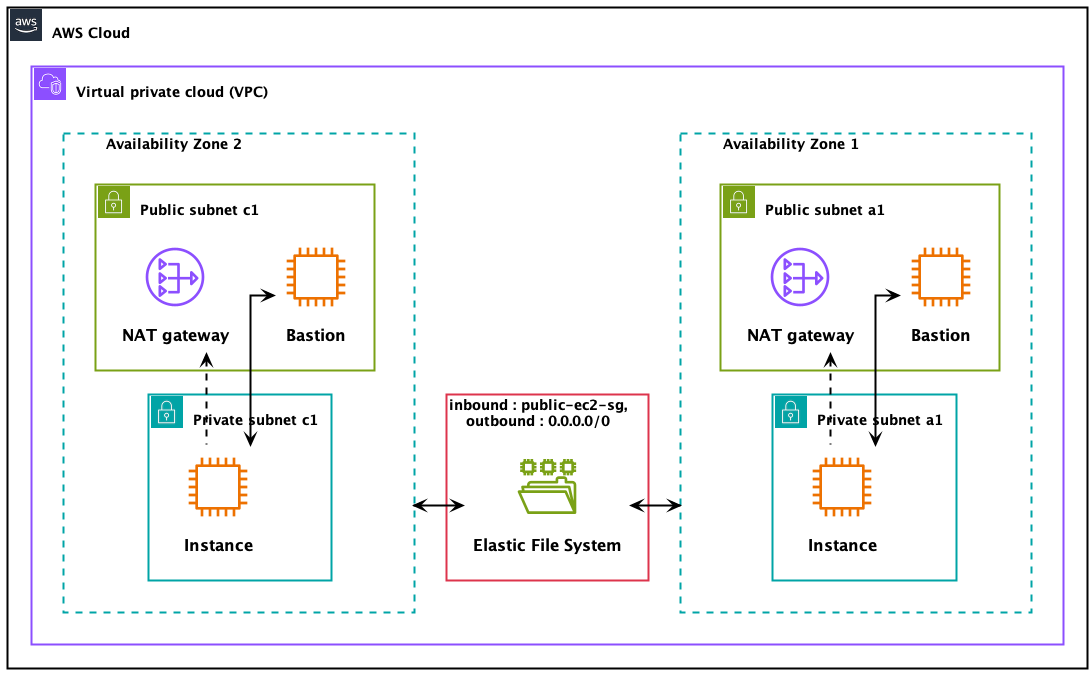 aws
AWS Cloud
Virtual private cloud (VPC)
Availability Zone 2
Public subnet c1
NAT gateway
Bastion
Private subnet c1
Instance
inbound : public-ec2-sg,
outbound : 0.0.0.0/0
Elastic File System
Availability Zone 1
Public subnet a1
NAT gateway
Bastion
Private subnet a1
Instance